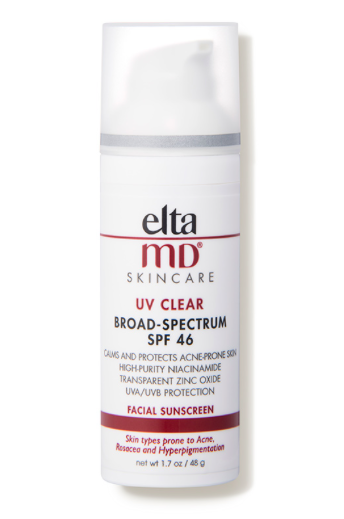 elta
MD®
SKINCARE
UV CLEAR
BROAD-SPECTRUM
SPF 46
CALMS AND PROTECTS ACNE-PRONE SKIN
HIGH-PURITY NIACINAMIDE
TRANSPARENT ZINC OXIDE
UVA/UVB PROTECTION
FACIAL SUNSCREEN
Skin types prone to Acne,
Rosacea and Hyperpigmentation
net wt 1.7 oz / 48 g